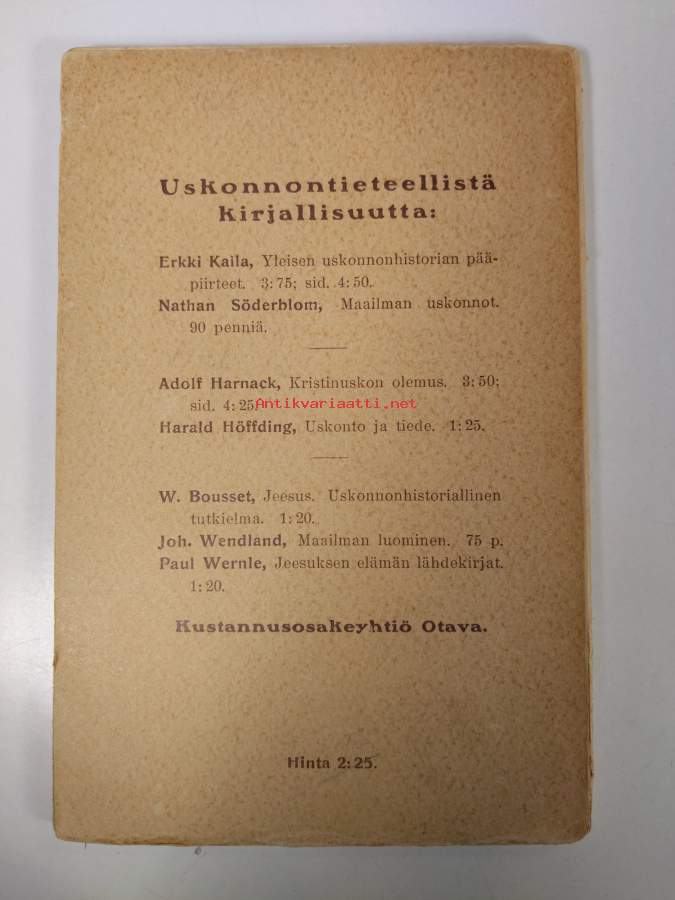 Uskonnontieteellistä
kirjallisuutta:
Erkki Kaila, Yleisen uskonnonhistorian pää-
piirteet. 3:75; sid. 4:50.
Nathan Söderblom, Maailman uskonnot.
90 penniä.
Adolf Harnack, Kristinuskon olemus. 3:50;
sid. 4:25.
Antikvariaatti.net
Harald Höffding, Uskonto ja tiede. 1:25.
W. Bousset, Jeesus. Uskonnonhistoriallinen
tutkielma. 1:20.
Joh. Wendland, Maailman luominen. 75 p.
Paul Wernle, Jeesuksen elämän lähdekirjat.
1:20.
Kustannusosakeyhtiö Otava.
Hinta 2:25.